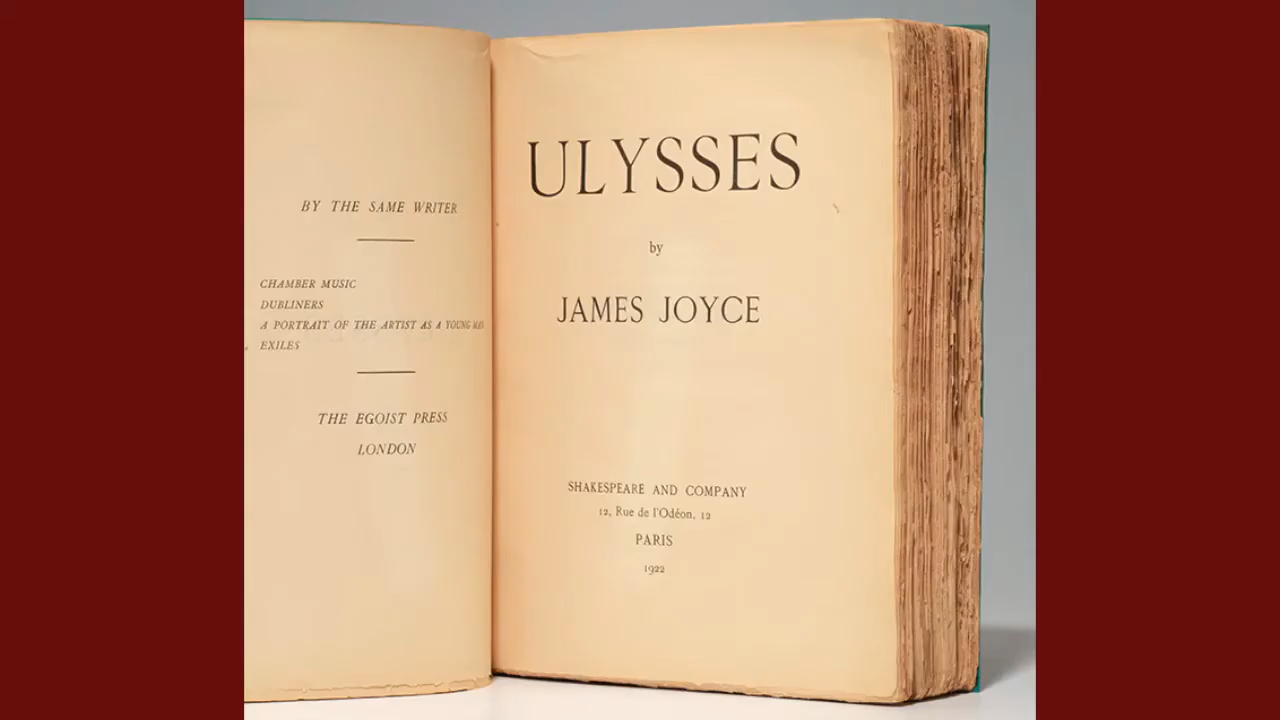 BY THE SAME WRITER
CHAMBER MUSIC
DUBLINERS
A PORTRAIT OF THE ARTIST AS A YOUNG MAN
EXILES
THE EGOIST PRESS
LONDON
ULYSSES
by
JAMES JOYCE
SHAKESPEARE AND COMPANY
12, Rue de l'Odéon, 12
PARIS
1922